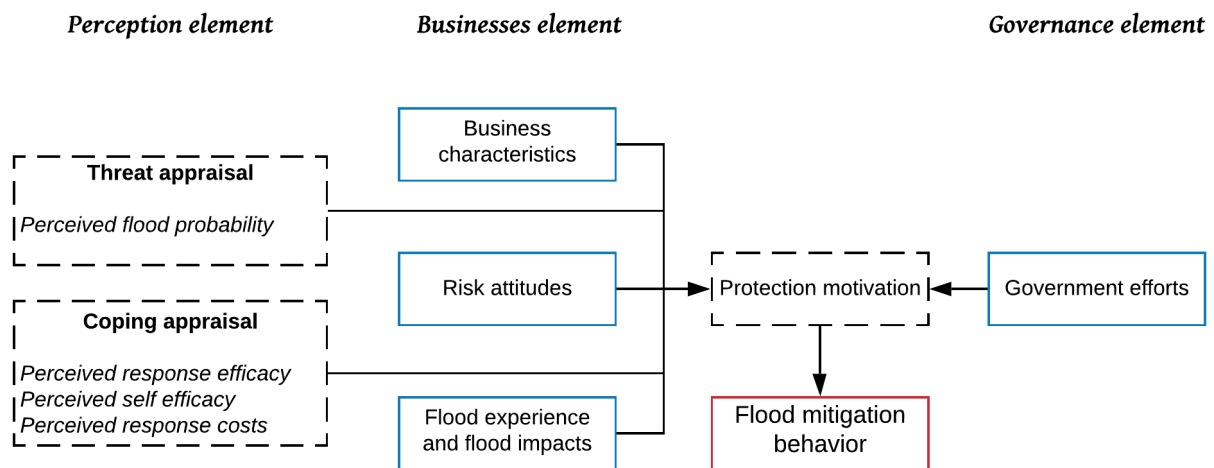 Perception element
Businesses element
Governance element
Business
characteristics
Threat appraisal
Perceived flood probability
Risk attitudes
Protection motivation
Government efforts
Coping appraisal
Perceived response efficacy
Perceived self efficacy
Perceived response costs
Flood experience
and flood impacts
Flood mitigation
behavior